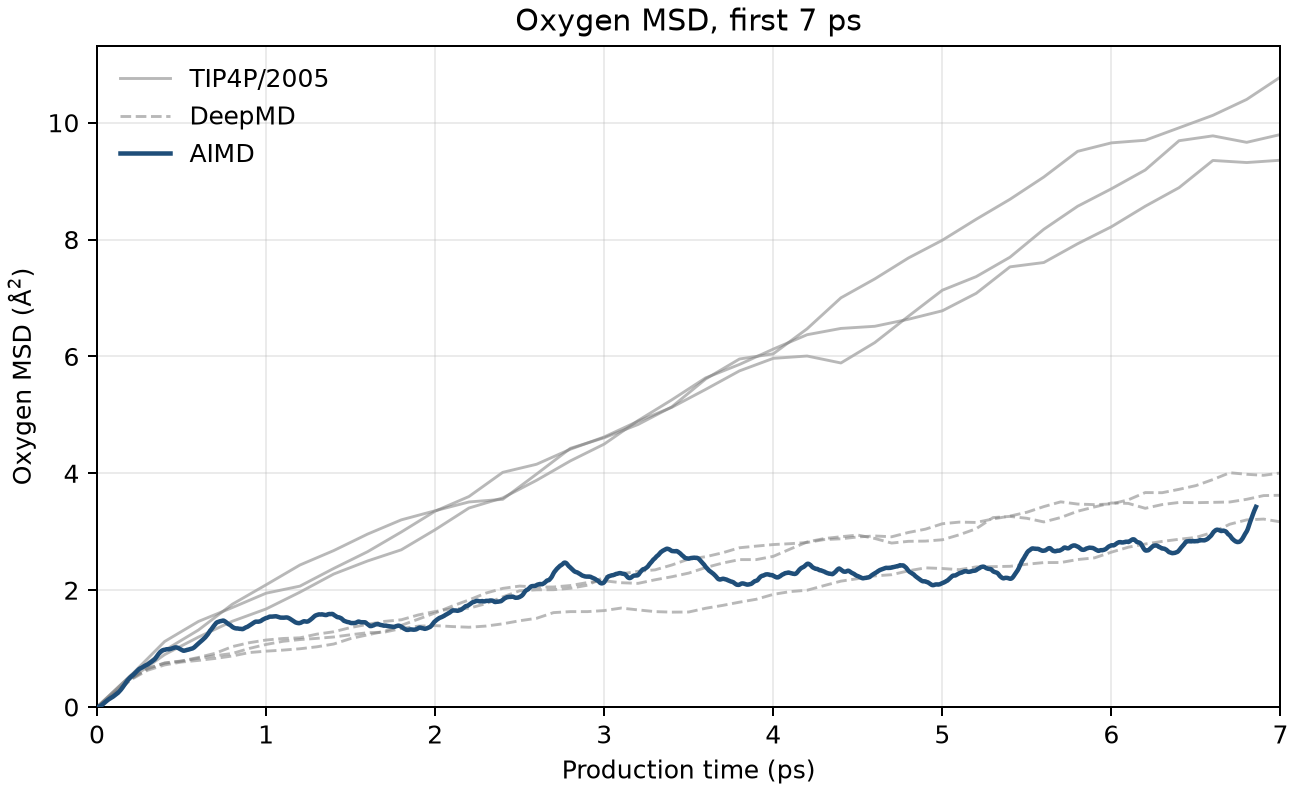 Oxygen MSD, first 7 ps
TIP4P/2005
DeepMD
AIMD
10
8
6
4
2
0
Oxygen MSD (Å²)
0 1 2 3 4 5 6 7
Production time (ps)